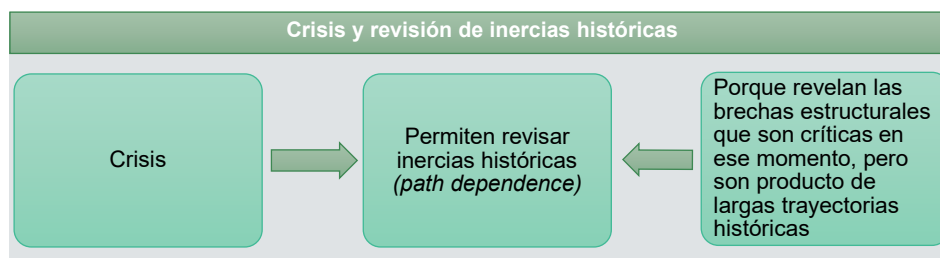 Crisis y revisión de inercias históricas
Crisis
Permiten revisar
inercias históricas
(path dependence)
Porque revelan las
brechas estructurales
que son críticas en
ese momento, pero
son producto de
largas trayectorias
históricas